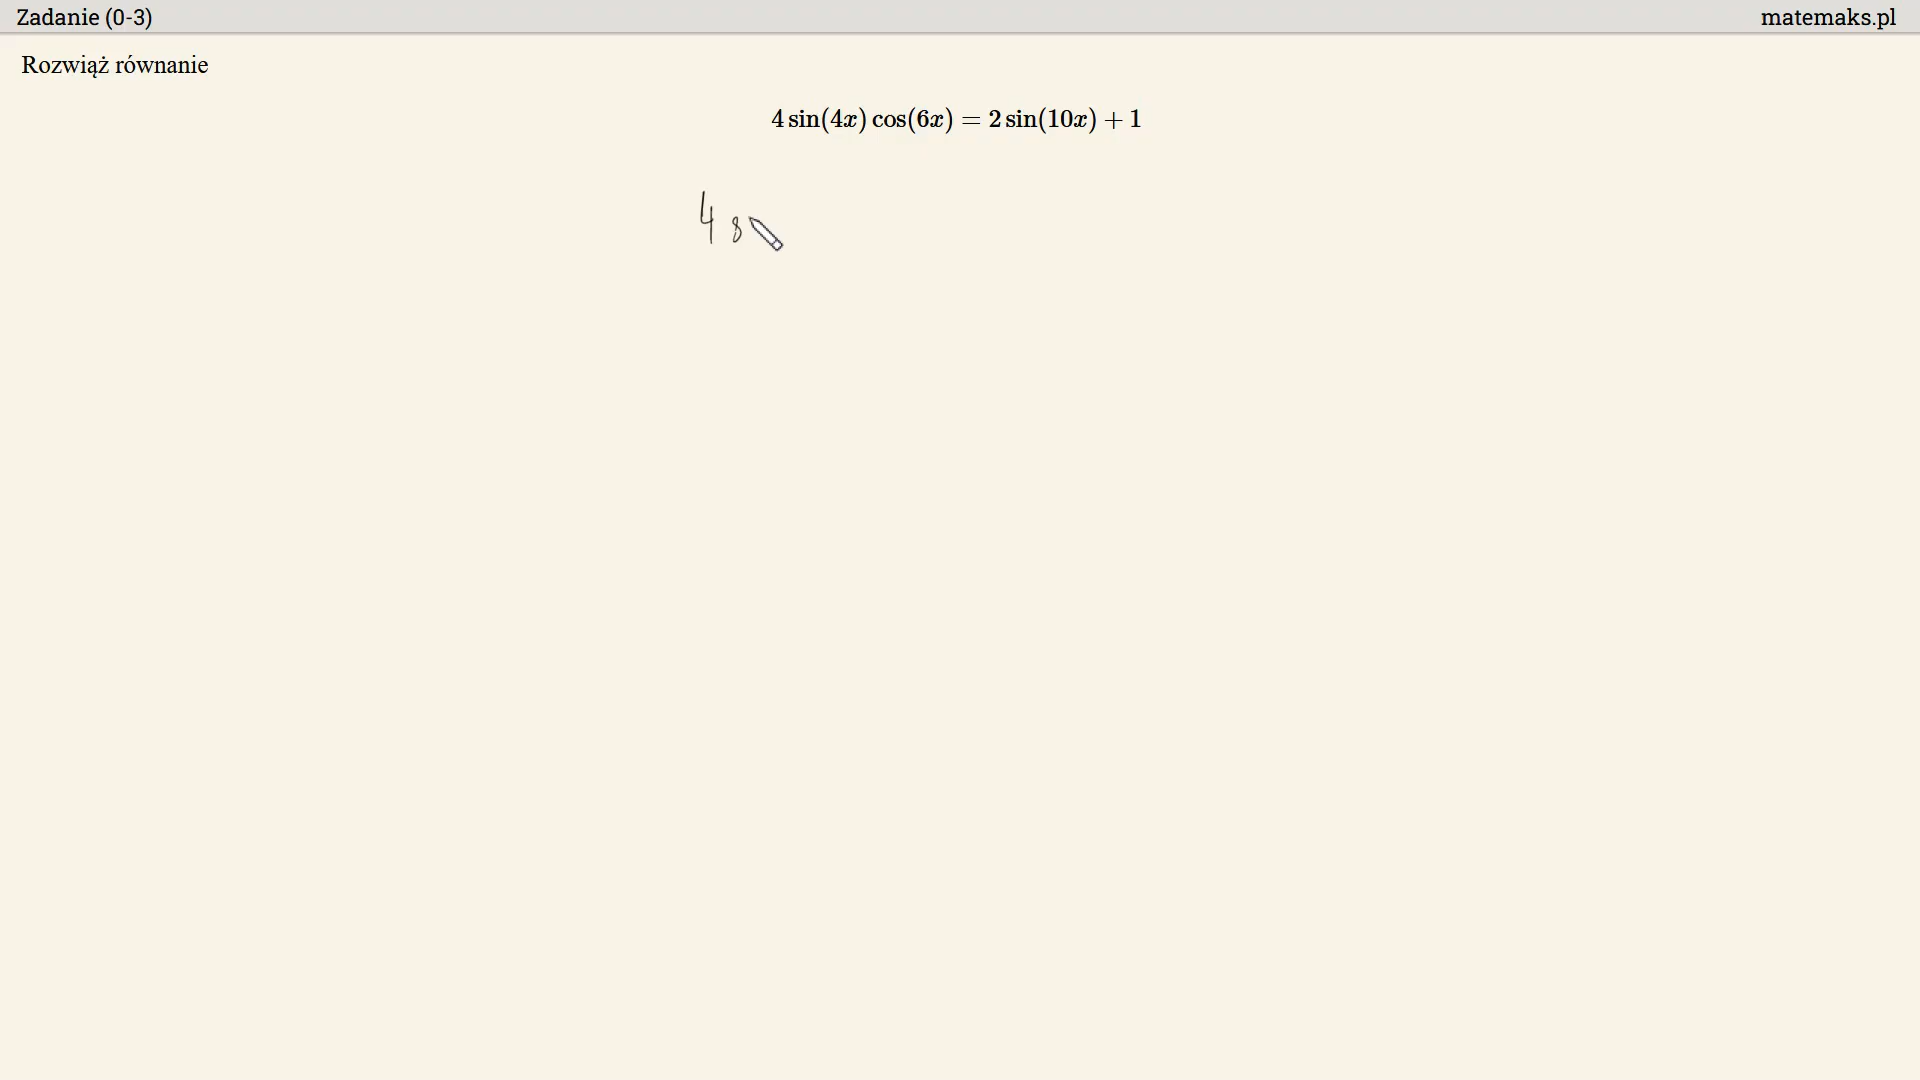 Zadanie (0-3) matemaks.pl
Rozwiąż równanie
4 sin(4x) cos(6x) = 2 sin(10x) + 1
4 s